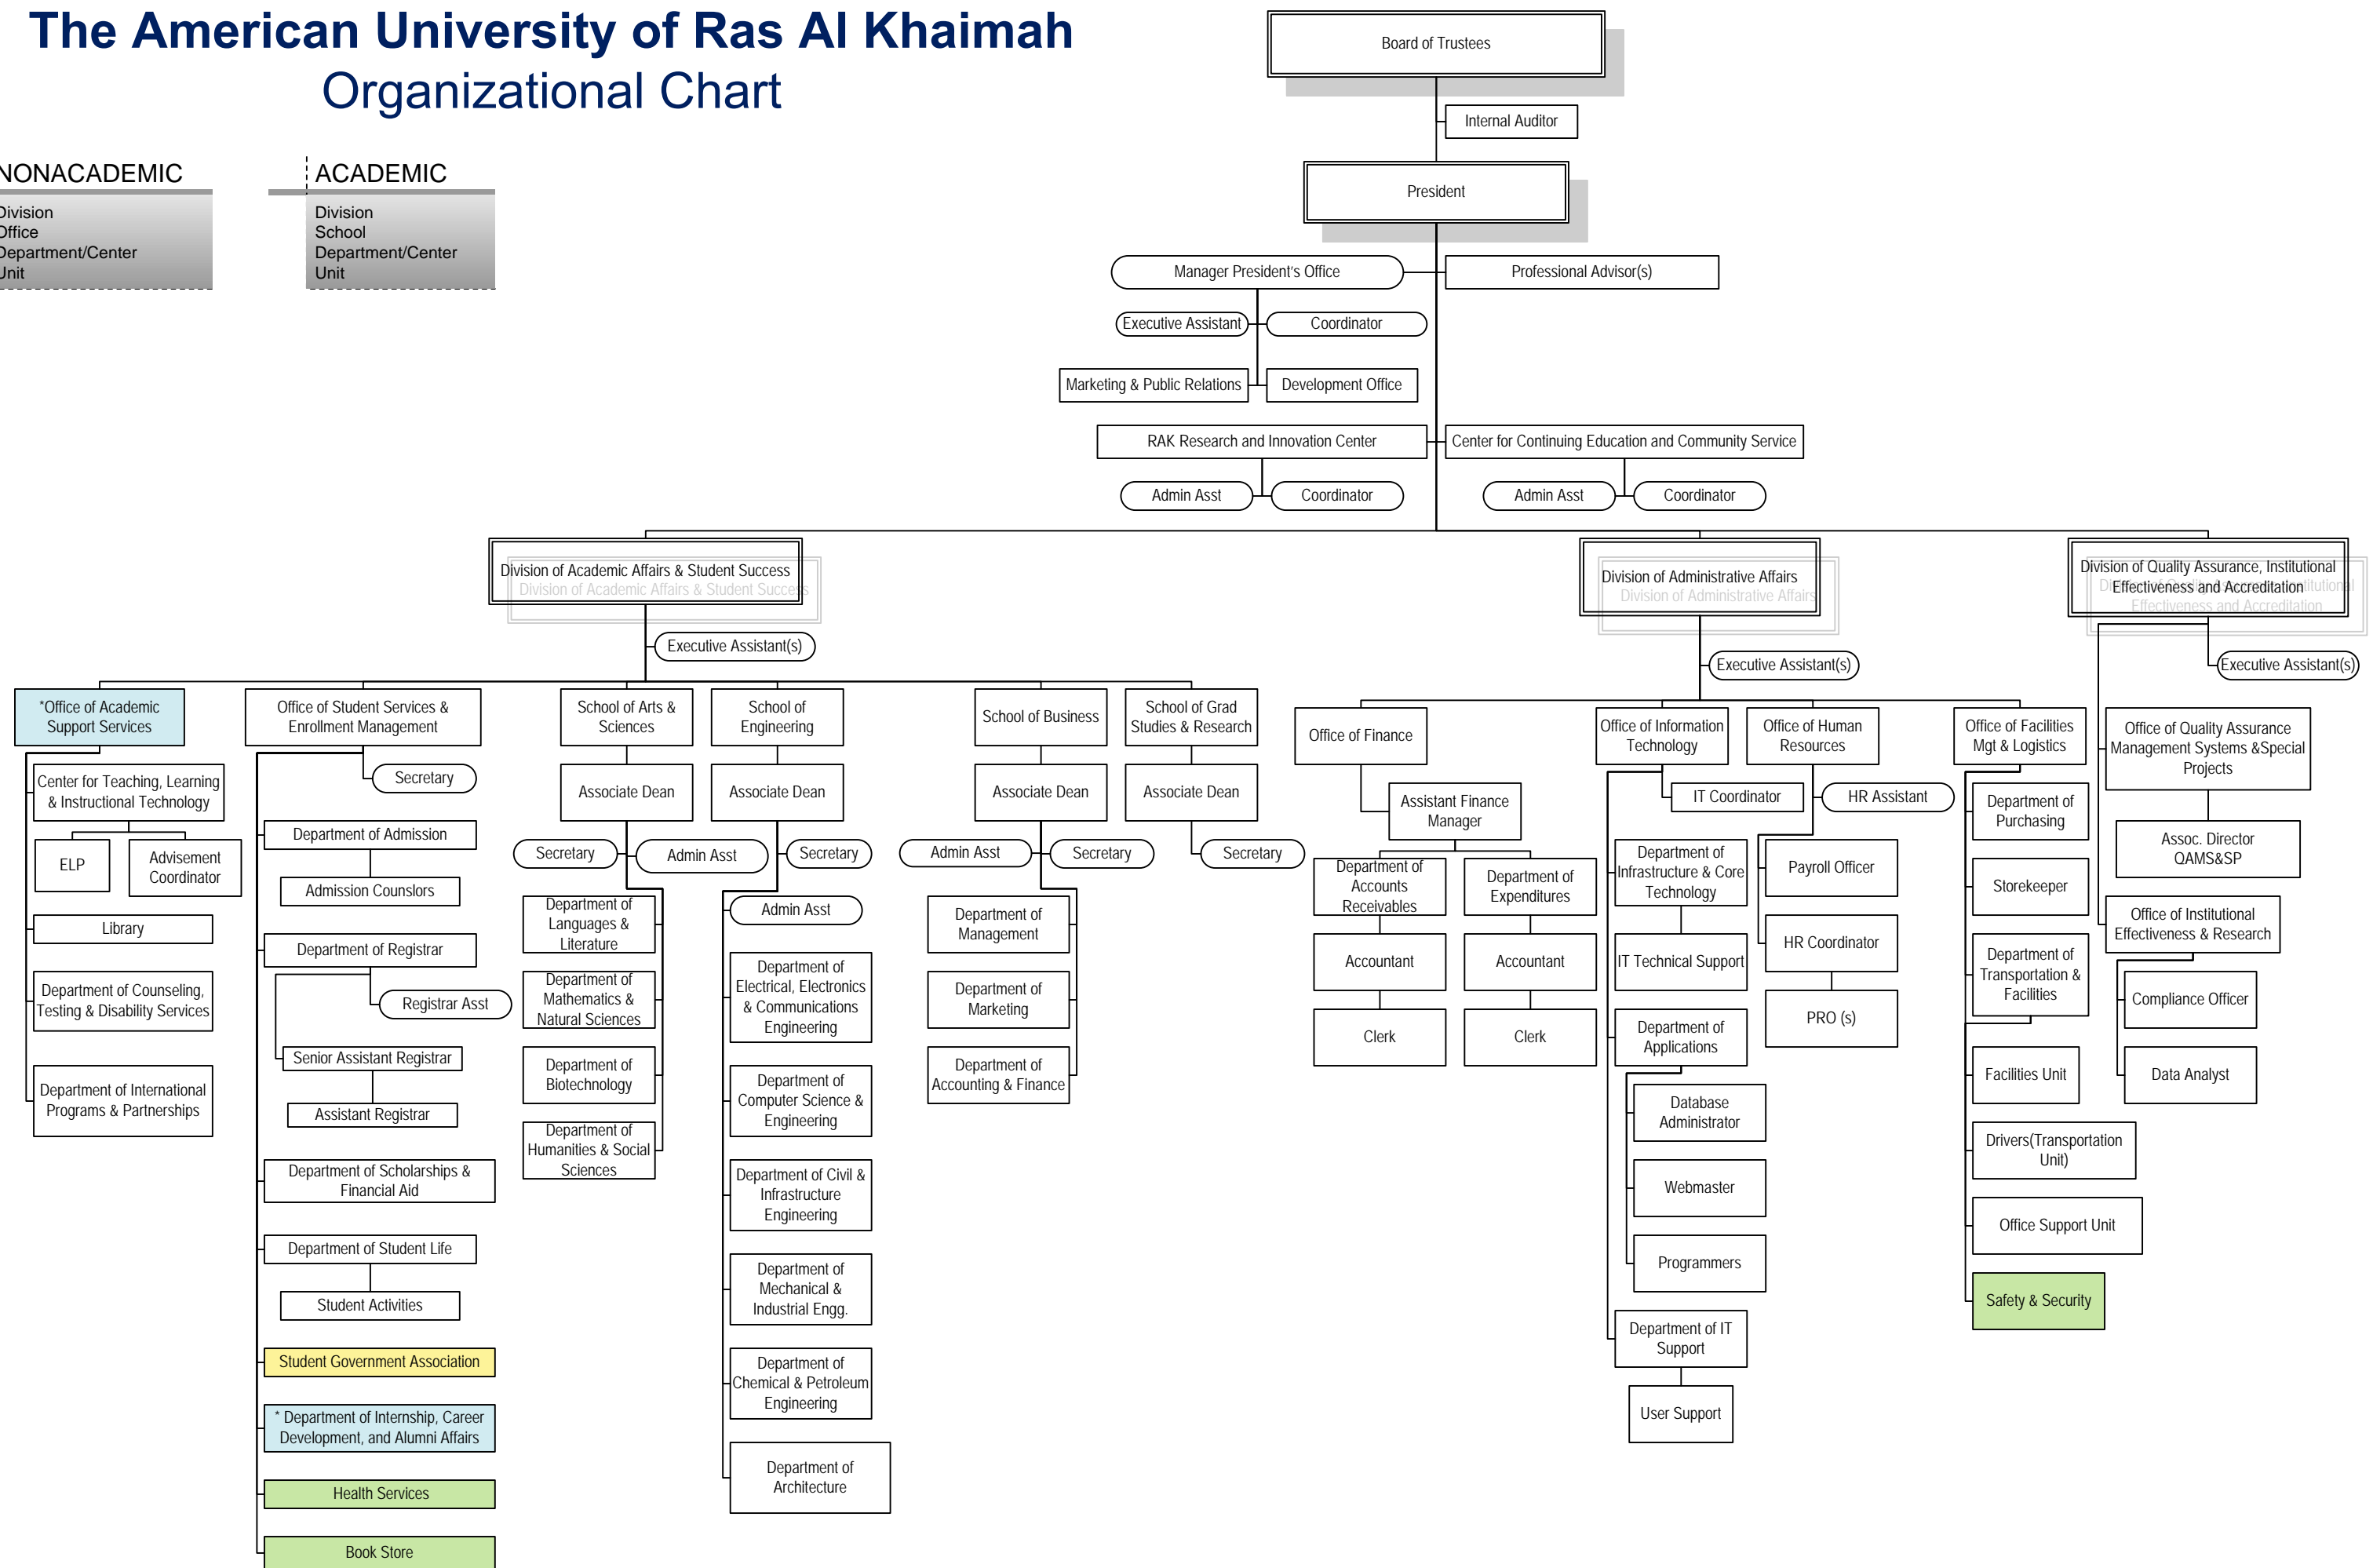 The American University of Ras Al Khaimah
Organizational Chart
NONACADEMIC
Division
Office
Department/Center
Unit
ACADEMIC
Division
School
Department/Center
Unit
Board of Trustees
Internal Auditor
President
Manager President's Office
Professional Advisor(s)
Executive Assistant
Coordinator
Marketing & Public Relations
Development Office
RAK Research and Innovation Center
Center for Continuing Education and Community Service
Admin Asst
Coordinator
Admin Asst
Coordinator
Division of Academic Affairs & Student Success
Division of Academic Affairs & Student Success
Executive Assistant(s)
Division of Administrative Affairs
Division of Administrative Affairs
Executive Assistant(s)
Division of Quality Assurance, Institutional
Effectiveness and Accreditation
Division of Quality Assurance, Institutional
Effectiveness and Accreditation
Executive Assistant(s)
*Office of Academic
Support Services
Center for Teaching, Learning
& Instructional Technology
ELP
Advisement
Coordinator
Library
Department of Counseling,
Testing & Disability Services
Department of International
Programs & Partnerships
Office of Student Services &
Enrollment Management
Secretary
Department of Admission
Admission Counslors
Department of Registrar
Registrar Asst
Senior Assistant Registrar
Assistant Registrar
Department of Scholarships &
Financial Aid
Department of Student Life
Student Activities
Student Government Association
* Department of Internship, Career
Development, and Alumni Affairs
Health Services
Book Store
School of Arts &
Sciences
Associate Dean
Secretary
Admin Asst
Department of
Languages &
Literature
Department of
Mathematics &
Natural Sciences
Department of
Biotechnology
Department of
Humanities & Social
Sciences
School of
Engineering
Associate Dean
Secretary
Admin Asst
Department of
Electrical, Electronics
& Communications
Engineering
Department of
Computer Science &
Engineering
Department of Civil &
Infrastructure
Engineering
Department of
Mechanical &
Industrial Engg.
Department of
Chemical & Petroleum
Engineering
Department of
Architecture
School of Business
Associate Dean
Admin Asst
Secretary
Department of
Management
Department of
Marketing
Department of
Accounting & Finance
School of Grad
Studies & Research
Associate Dean
Secretary
Office of Finance
Assistant Finance
Manager
Department of
Accounts
Receivables
Accountant
Clerk
Department of
Expenditures
Accountant
Clerk
Office of Information
Technology
IT Coordinator
Department of
Infrastructure & Core
Technology
IT Technical Support
Department of
Applications
Database
Administrator
Webmaster
Programmers
Department of IT
Support
User Support
Office of Human
Resources
HR Assistant
Payroll Officer
HR Coordinator
PRO (s)
Office of Facilities
Mgt & Logistics
Department of
Purchasing
Storekeeper
Department of
Transportation &
Facilities
Facilities Unit
Drivers(Transportation
Unit)
Office Support Unit
Safety & Security
Office of Quality Assurance
Management Systems &Special
Projects
Assoc. Director
QAMS&SP
Office of Institutional
Effectiveness & Research
Compliance Officer
Data Analyst